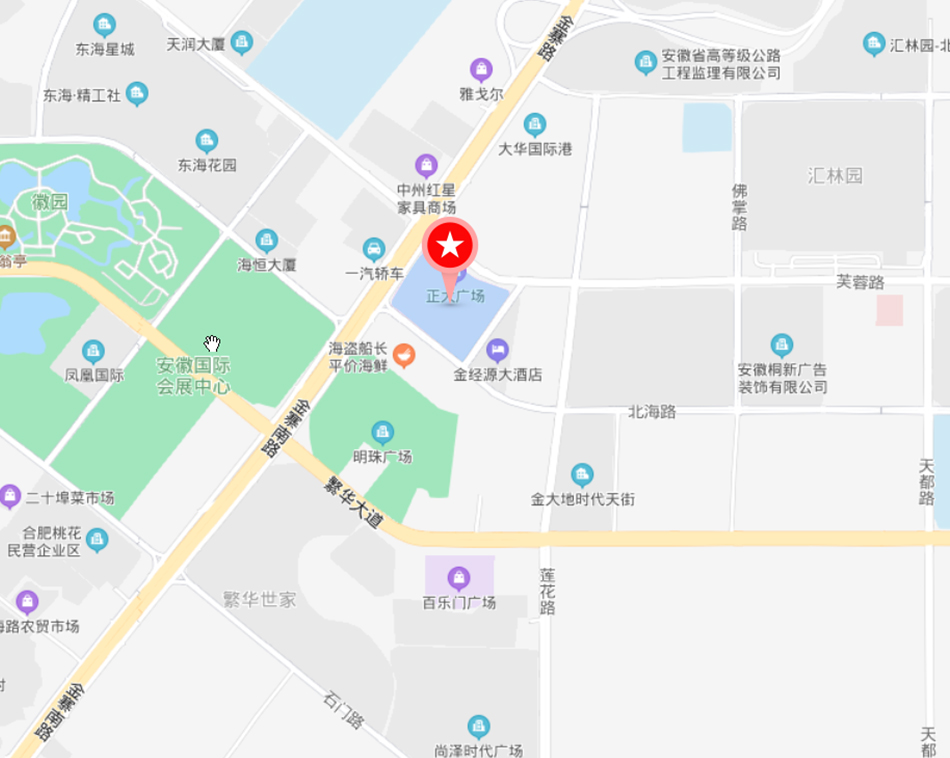 金寨路
东海星城
天润大厦
安徽省高等级公路
工程监理有限公司
汇林园-北
雅戈尔
东海·精工社
大华国际港
东海花园
中州红星
家具商场
汇林园
徽园
佛掌路
翁亭
海恒大厦
一汽轿车
芙蓉路
正大广场
海盗船长
平价海鲜
凤凰国际
安徽国际
会展中心
金经源大酒店
安徽桐新广告
装饰有限公司
北海路
金寨南路
明珠广场
天都路
二十埠菜市场
繁华大道
金大地时代天街
合肥桃花
民营企业区
莲花路
繁华世家
百乐门广场
路农贸市场
村
金寨南路
石门路
尚泽时代广场
天都